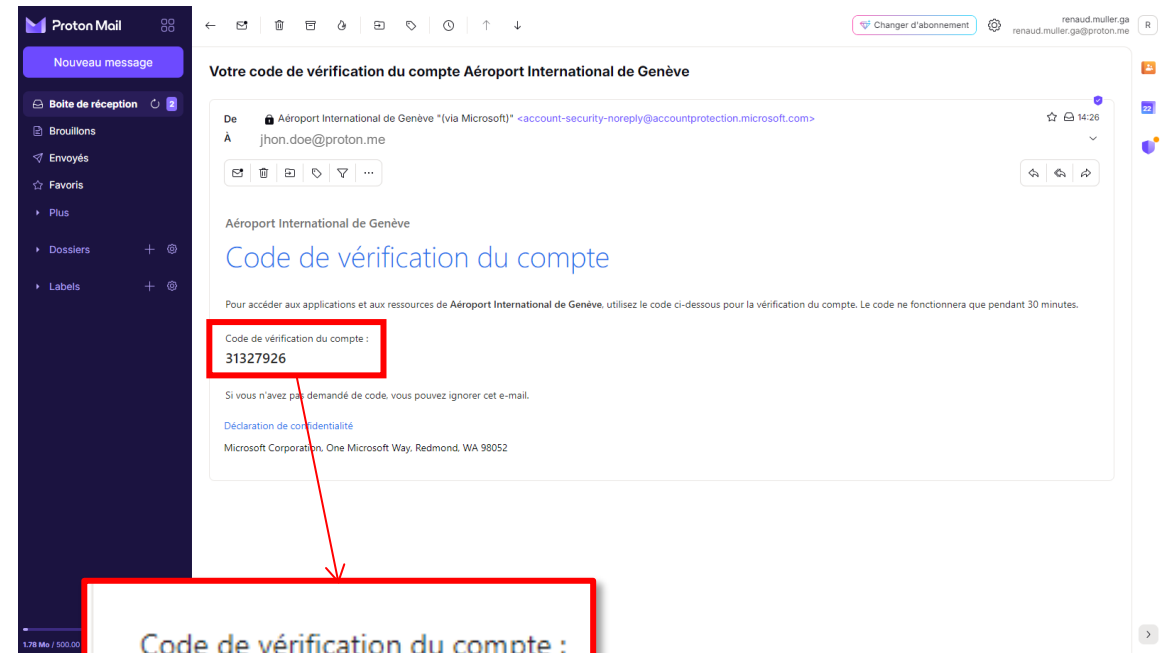 Proton Mail
Changer d'abonnement
renaud.muller.ga
renaud.muller.ga@proton.me
R
Nouveau message
Votre code de vérification du compte Aéroport International de Genève
Boite de réception 2
Brouillons
Envoyés
Favoris
Plus
Dossiers
Labels
22
De Aéroport International de Genève "(via Microsoft)" <account-security-noreply@accountprotection.microsoft.com> 14:26
À jhon.doe@proton.me
Aéroport International de Genève
Code de vérification du compte
Pour accéder aux applications et aux ressources de Aéroport International de Genève, utilisez le code ci-dessous pour la vérification du compte. Le code ne fonctionnera que pendant 30 minutes.
Code de vérification du compte :
31327926
Si vous n'avez pas demandé de code, vous pouvez ignorer cet e-mail.
Déclaration de confidentialité
Microsoft Corporation, One Microsoft Way, Redmond, WA 98052
Code de vérification du compte :
1.78 Mo / 500.00